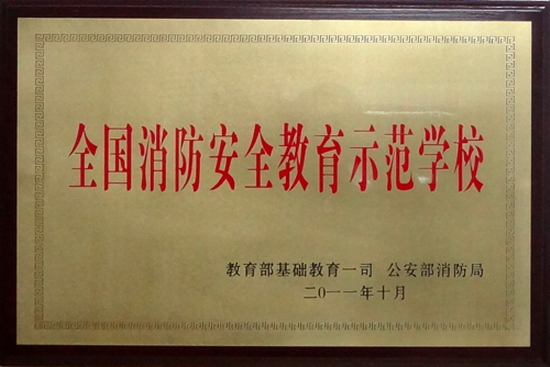 全国消防安全教育示范学校
教育部基础教育一司 公安部消防局
二〇一一年十月